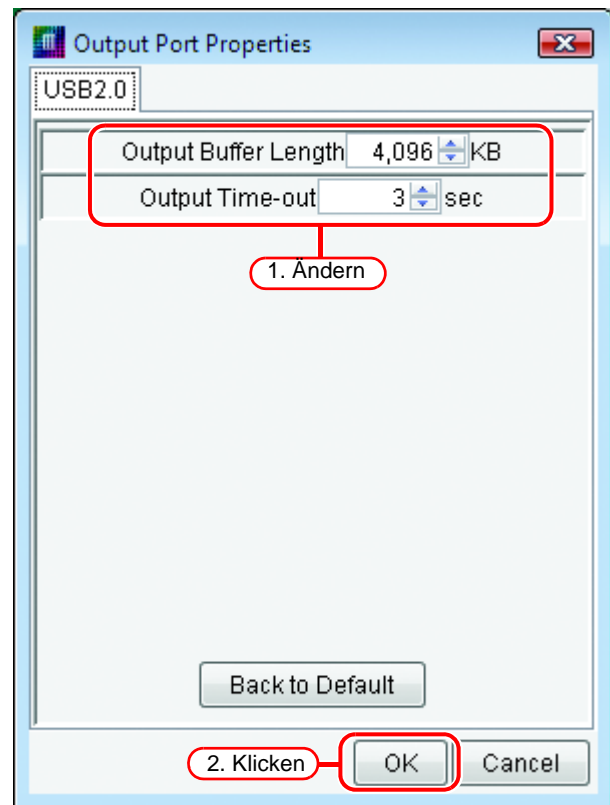 Output Port Properties
USB2.0
Output Buffer Length 4,096 KB
Output Time-out 3 sec
1. Ändern
Back to Default
2. Klicken OK Cancel